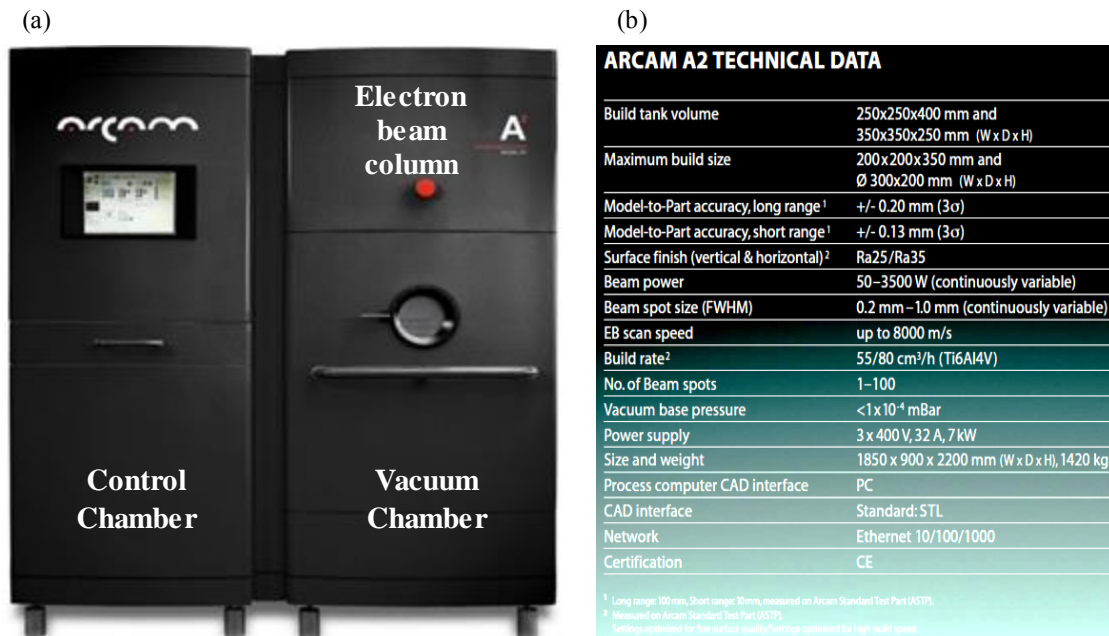 (a)
arcam
A
Electron
beam
column
Control
Chamber
Vacuum
Chamber
(b)
ARCAM A2 TECHNICAL DATA
Build tank volume 250x250x400 mm and
350x350x250 mm (W x D x H)
Maximum build size 200x200x350 mm and
Ø 300x200 mm (W x D x H)
Model-to-Part accuracy, long range¹ +/- 0.20 mm (3σ)
Model-to-Part accuracy, short range¹ +/- 0.13 mm (3σ)
Surface finish (vertical & horizontal)² Ra25/Ra35
Beam power 50–3500 W (continuously variable)
Beam spot size (FWHM) 0.2 mm – 1.0 mm (continuously variable)
EB scan speed up to 8000 m/s
Build rate² 55/80 cm³/h (Ti6Al4V)
No. of Beam spots 1–100
Vacuum base pressure <1 x 10⁻⁴ mBar
Power supply 3 x 400 V, 32 A, 7 kW
Size and weight 1850 x 900 x 2200 mm (W x D x H), 1420 kg
Process computer CAD interface PC
CAD interface Standard: STL
Network Ethernet 10/100/1000
Certification CE
¹ Long range: 100 mm, Short range: 10 mm, measured on Arcam Standard Test Part (ASTP).
² Measured on Arcam Standard Test Part (ASTP).
Settings optimized for fine surface quality/Settings optimized for high build speed.